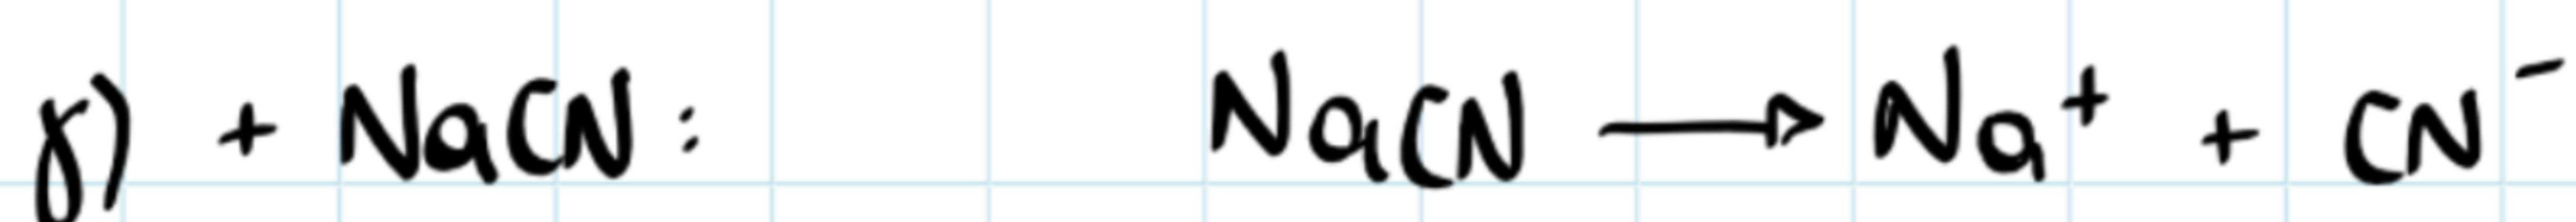 γ) + NaCN: NaCN → Na⁺ + CN⁻